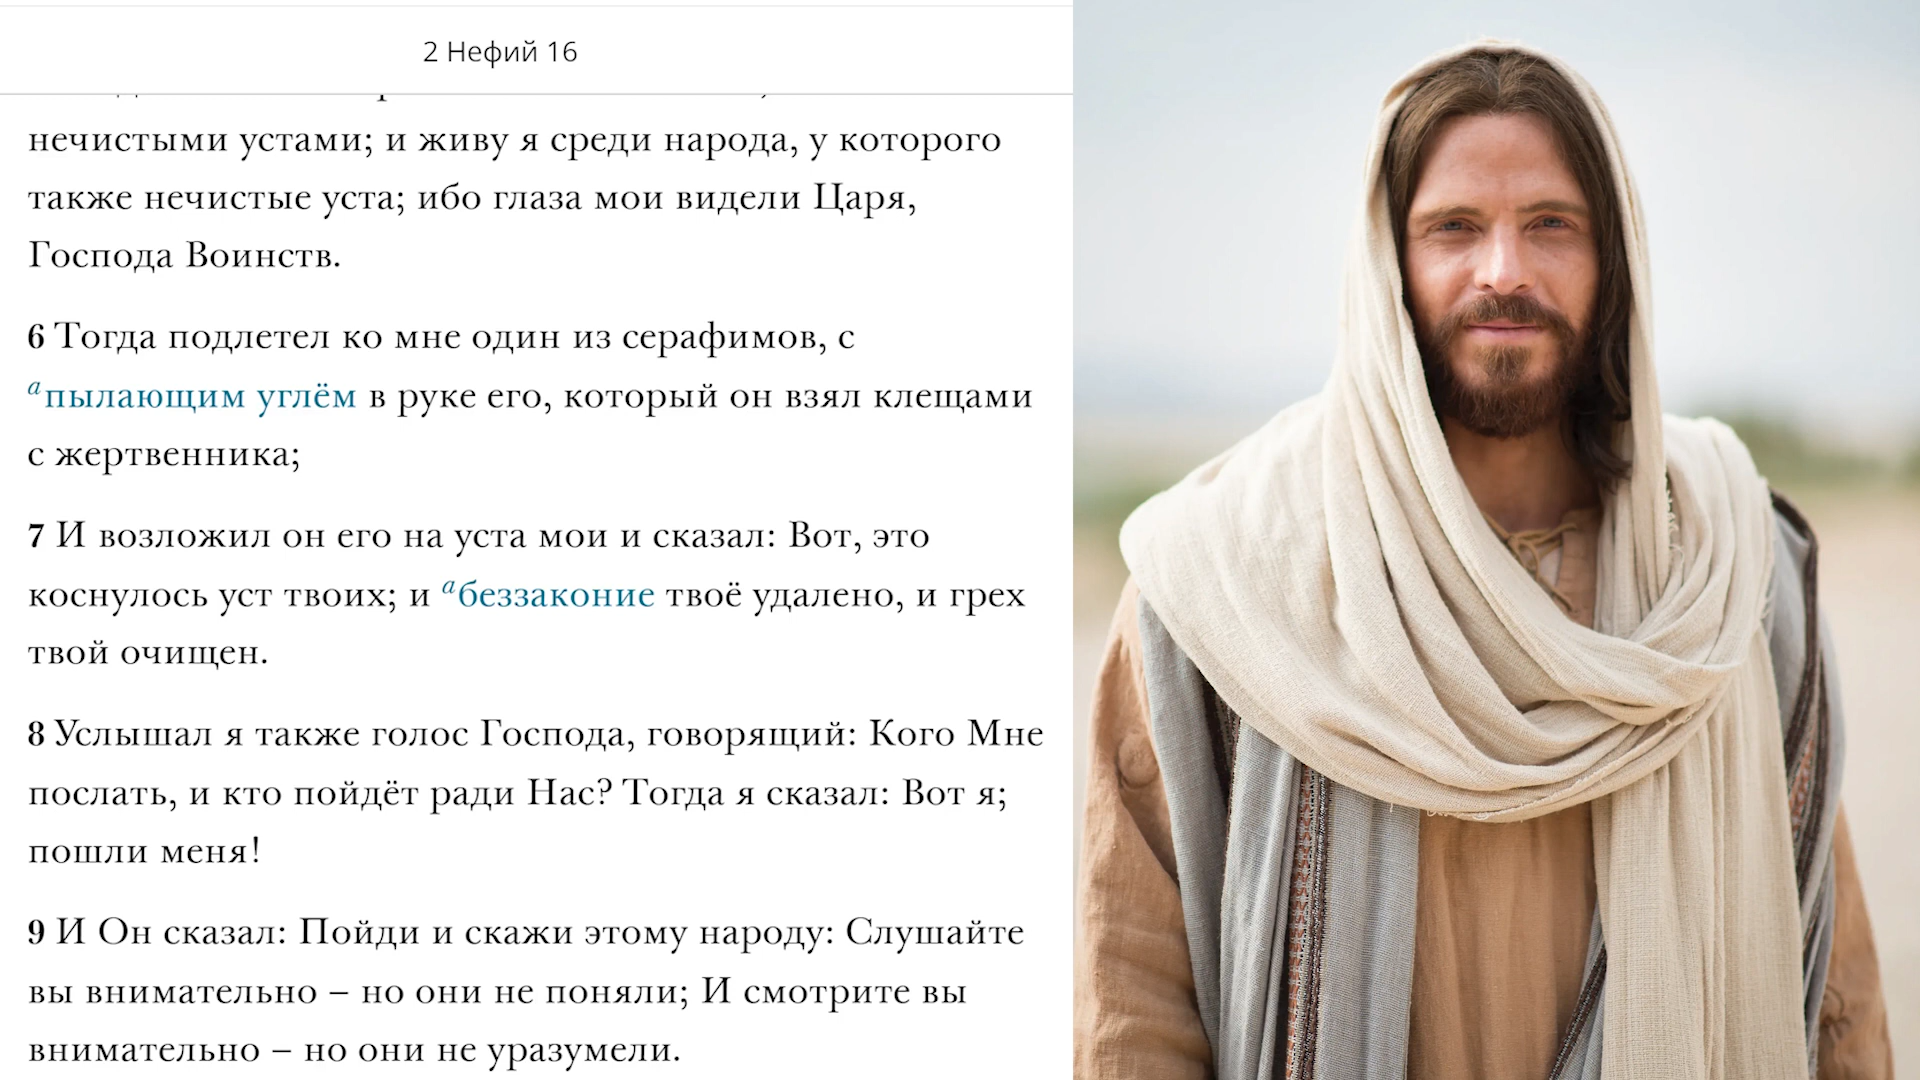 2 Нефий 16
нечистыми устами; и живу я среди народа, у которого
также нечистые уста; ибо глаза мои видели Царя,
Господа Воинств.
6 Тогда подлетел ко мне один из серафимов, с
a пылающим углём в руке его, который он взял клещами
с жертвенника;
7 И возложил он его на уста мои и сказал: Вот, это
коснулось уст твоих; и a беззаконие твоё удалено, и грех
твой очищен.
8 Услышал я также голос Господа, говорящий: Кого Мне
послать, и кто пойдёт ради Нас? Тогда я сказал: Вот я;
пошли меня!
9 И Он сказал: Пойди и скажи этому народу: Слушайте
вы внимательно – но они не поняли; И смотрите вы
внимательно – но они не уразумели.